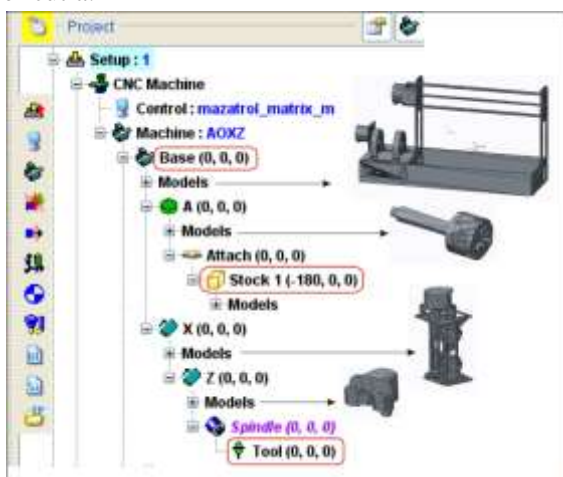 Project
Setup : 1
CNC Machine
Control : mazatrol_matrix_m
Machine : AOXZ
Base (0, 0, 0)
Models
A (0, 0, 0)
Models
Attach (0, 0, 0)
Stock 1 (-180, 0, 0)
Models
X (0, 0, 0)
Models
Z (0, 0, 0)
Models
Spindle (0, 0, 0)
Tool (0, 0, 0)